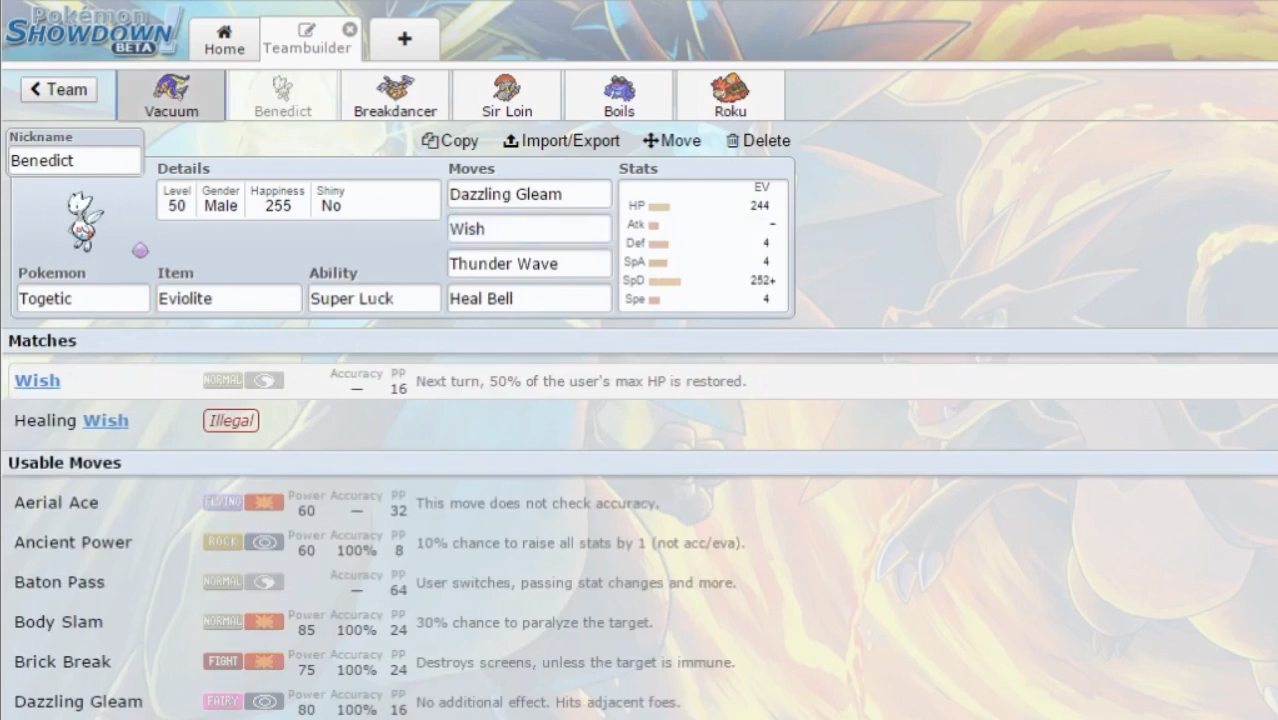 Pokémon
SHOWDOWN!
BETA
Home
Teambuilder
+
Team
Vacuum
Benedict
Breakdancer
Sir Loin
Boils
Roku
Nickname
Benedict
Copy
Import/Export
Move
Delete
Details
Level Gender Happiness Shiny
50 Male 255 No
Moves
Dazzling Gleam
Wish
Thunder Wave
Heal Bell
Stats
EV
HP 244
Atk –
Def 4
SpA 4
SpD 252+
Spe 4
Pokemon
Togetic
Item
Eviolite
Ability
Super Luck
Matches
Wish NORMAL Accuracy — PP 16 Next turn, 50% of the user's max HP is restored.
Healing Wish Illegal
Usable Moves
Aerial Ace FLYING Power 60 Accuracy — PP 32 This move does not check accuracy.
Ancient Power ROCK Power 60 Accuracy 100% PP 8 10% chance to raise all stats by 1 (not acc/eva).
Baton Pass NORMAL Accuracy — PP 64 User switches, passing stat changes and more.
Body Slam NORMAL Power 85 Accuracy 100% PP 24 30% chance to paralyze the target.
Brick Break FIGHT Power 75 Accuracy 100% PP 24 Destroys screens, unless the target is immune.
Dazzling Gleam FAIRY Power 80 Accuracy 100% PP 16 No additional effect. Hits adjacent foes.